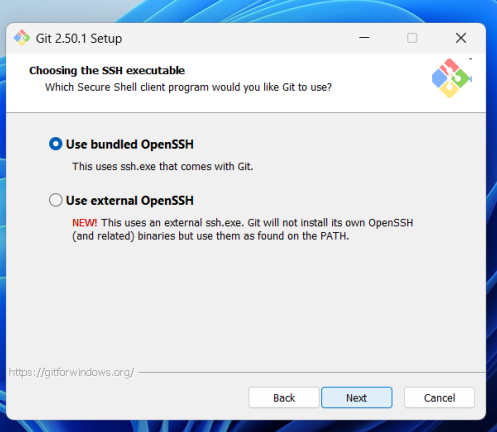 Git 2.50.1 Setup
Choosing the SSH executable
Which Secure Shell client program would you like Git to use?
Use bundled OpenSSH
This uses ssh.exe that comes with Git.
Use external OpenSSH
NEW! This uses an external ssh.exe. Git will not install its own OpenSSH
(and related) binaries but use them as found on the PATH.
https://gitforwindows.org/
Back Next Cancel